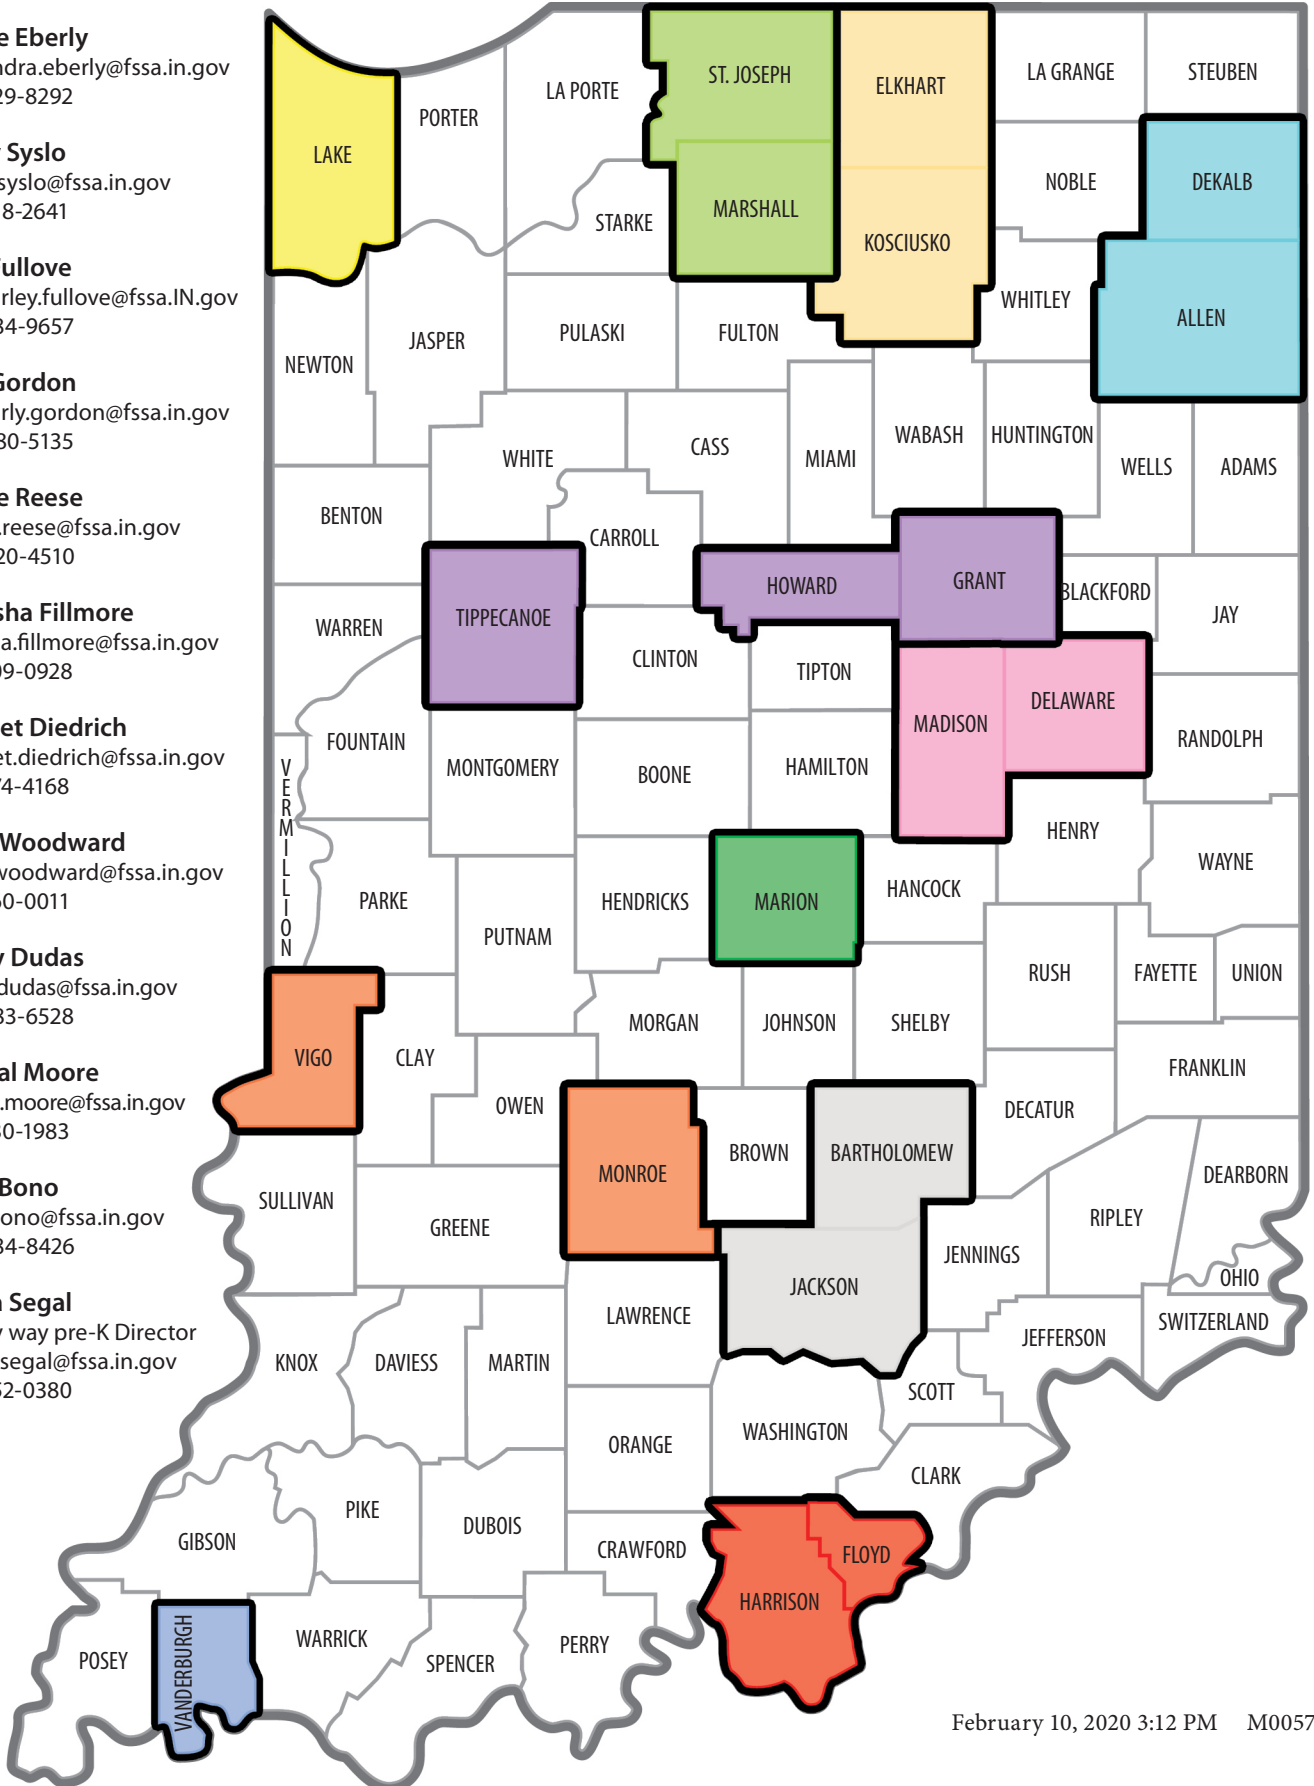 e Eberly
ndra.eberly@fssa.in.gov
29-8292
Syslo
syslo@fssa.in.gov
8-2641
Fullove
rley.fullove@fssa.IN.gov
34-9657
Gordon
rly.gordon@fssa.in.gov
30-5135
e Reese
.reese@fssa.in.gov
20-4510
sha Fillmore
a.fillmore@fssa.in.gov
09-0928
et Diedrich
et.diedrich@fssa.in.gov
74-4168
Woodward
woodward@fssa.in.gov
50-0011
y Dudas
dudas@fssa.in.gov
33-6528
al Moore
.moore@fssa.in.gov
30-1983
Bono
ono@fssa.in.gov
34-8426
Segal
y way pre-K Director
segal@fssa.in.gov
52-0380
LAKE
PORTER
LA PORTE
ST. JOSEPH
ELKHART
LA GRANGE
STEUBEN
STARKE
MARSHALL
KOSCIUSKO
NOBLE
DEKALB
NEWTON
JASPER
PULASKI
FULTON
WHITLEY
ALLEN
WHITE
CASS
MIAMI
WABASH
HUNTINGTON
WELLS
ADAMS
BENTON
CARROLL
HOWARD
GRANT
BLACKFORD
JAY
WARREN
TIPPECANOE
CLINTON
TIPTON
MADISON
DELAWARE
RANDOLPH
FOUNTAIN
VERMILLION
MONTGOMERY
BOONE
HAMILTON
HENRY
WAYNE
PARKE
PUTNAM
HENDRICKS
MARION
HANCOCK
RUSH
FAYETTE
UNION
VIGO
CLAY
MORGAN
JOHNSON
SHELBY
FRANKLIN
OWEN
MONROE
BROWN
BARTHOLOMEW
DECATUR
DEARBORN
SULLIVAN
GREENE
JENNINGS
RIPLEY
OHIO
LAWRENCE
JACKSON
JEFFERSON
SWITZERLAND
KNOX
DAVIESS
MARTIN
SCOTT
ORANGE
WASHINGTON
CLARK
GIBSON
PIKE
DUBOIS
CRAWFORD
FLOYD
HARRISON
POSEY
VANDERBURGH
WARRICK
SPENCER
PERRY
February 10, 2020 3:12 PM M0057